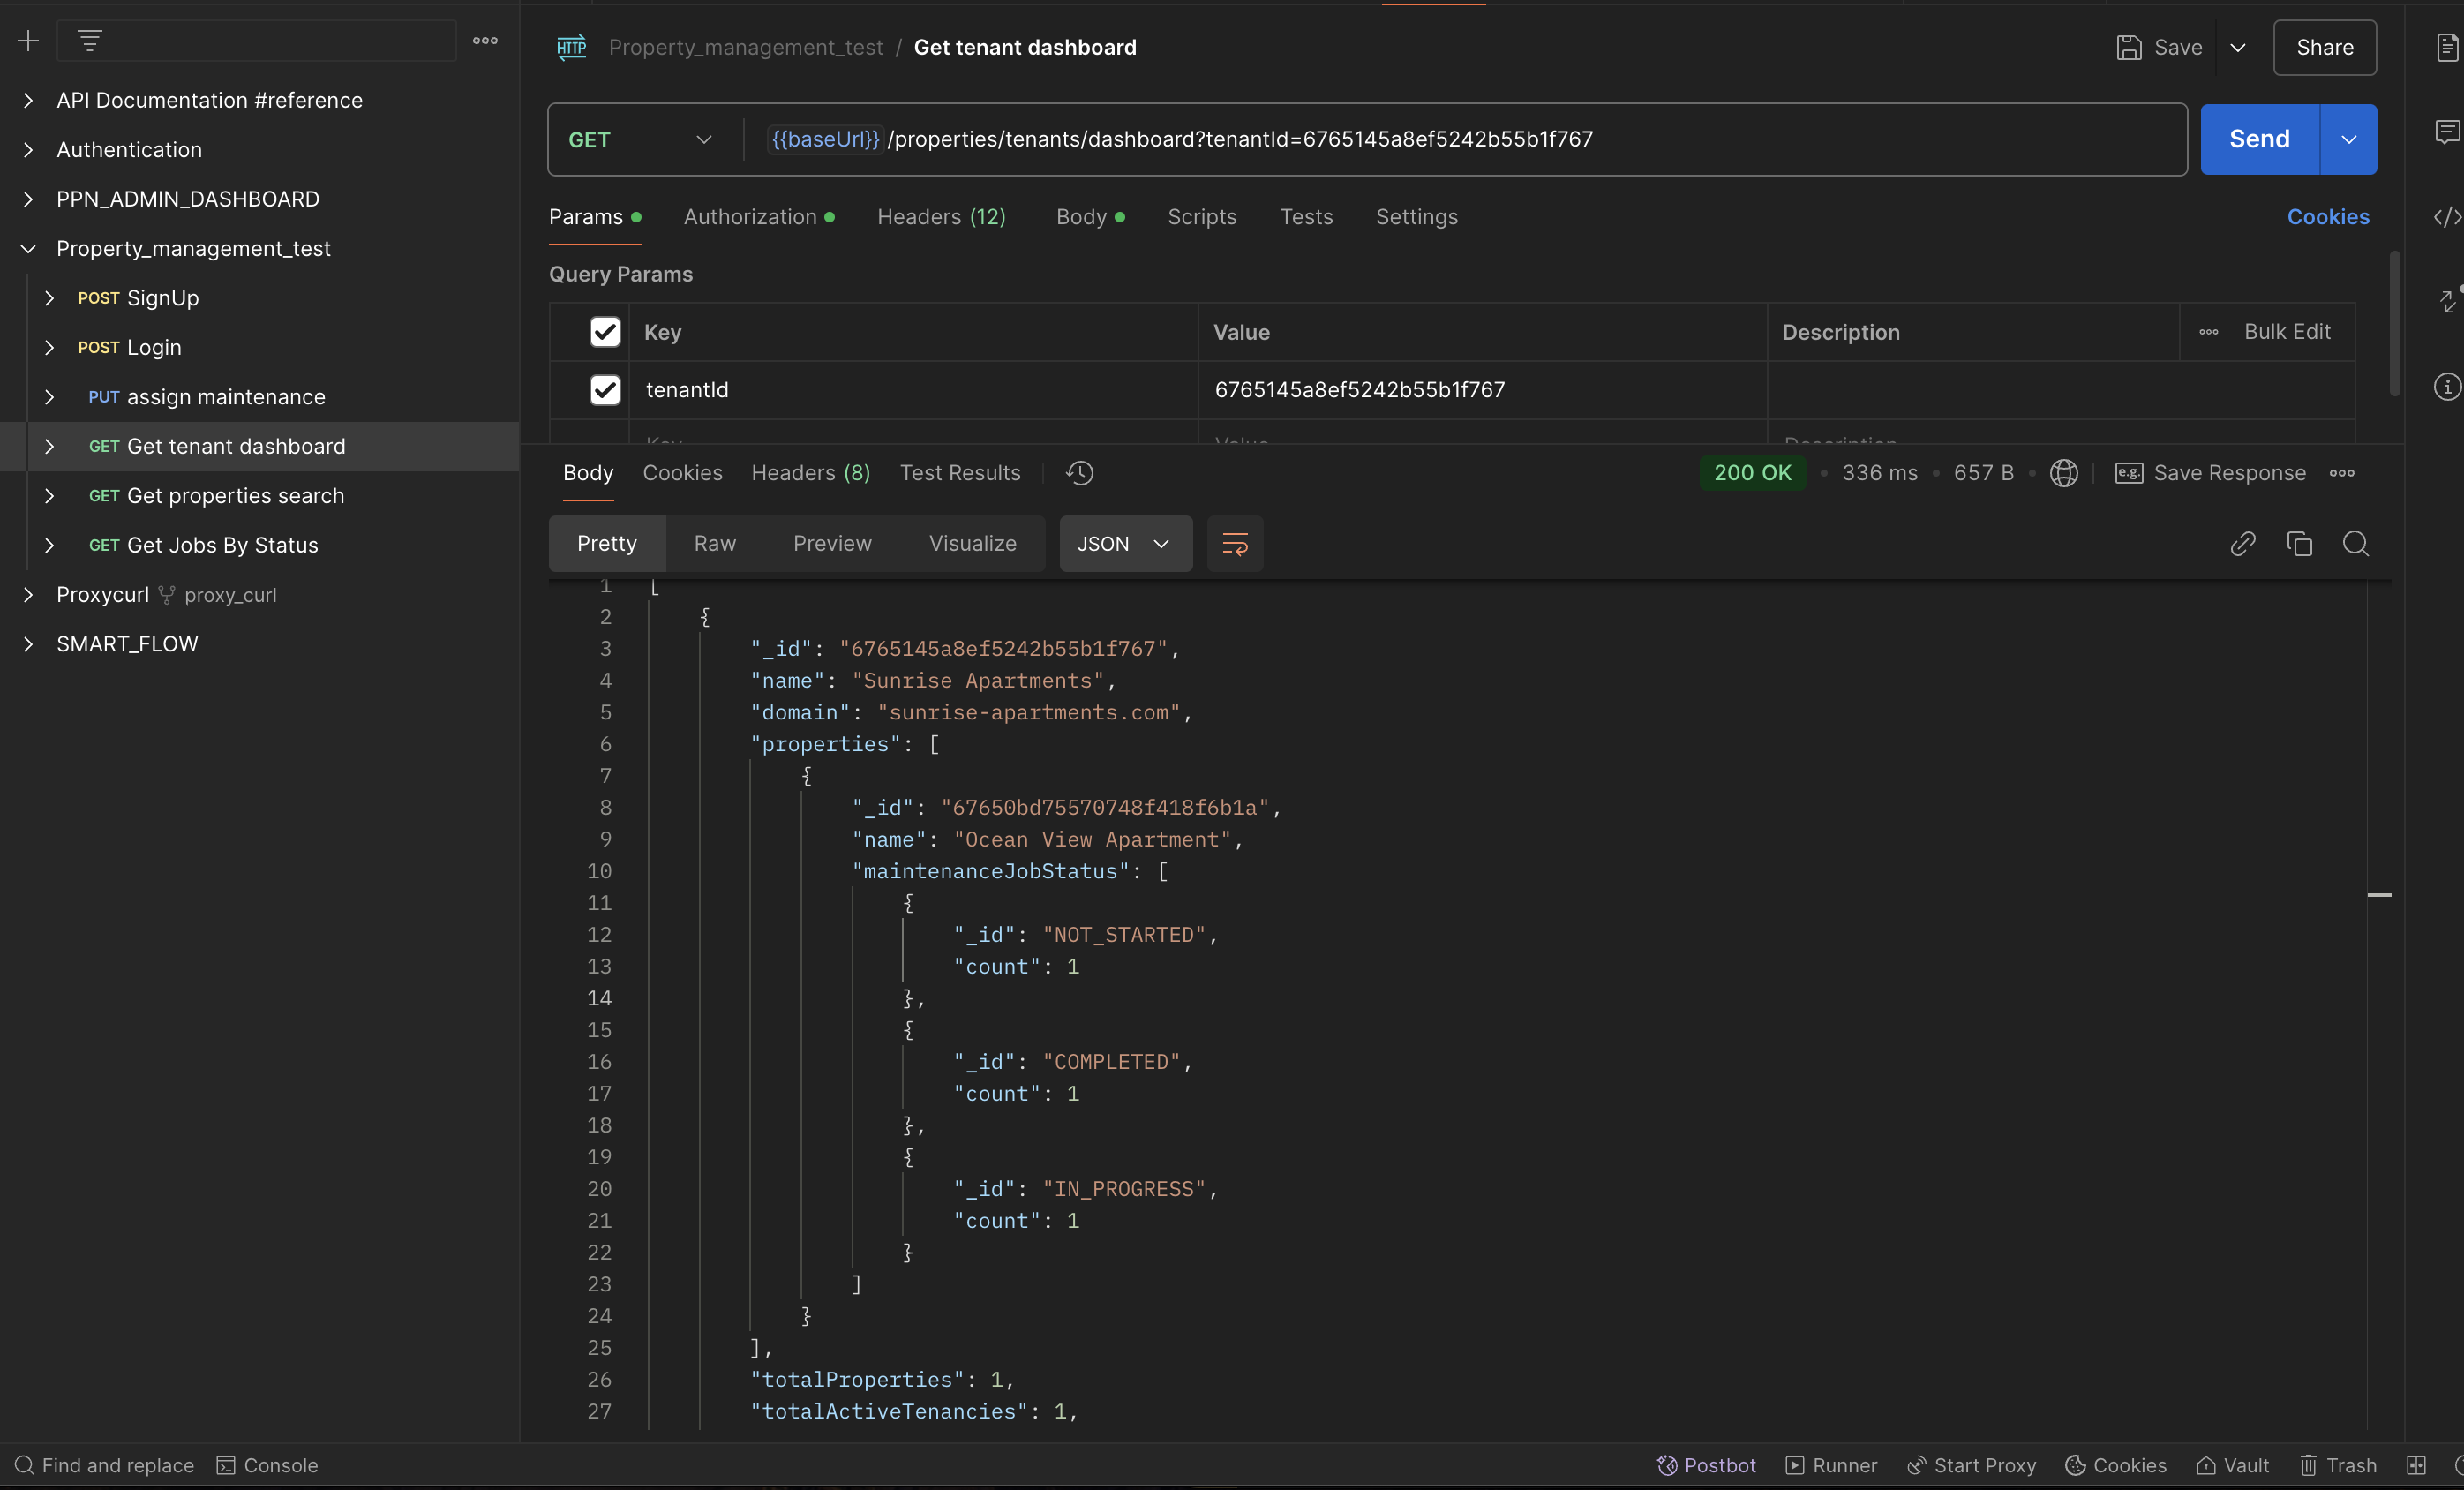 API Documentation #reference
Authentication
PPN_ADMIN_DASHBOARD
Property_management_test
POST SignUp
POST Login
PUT assign maintenance
GET Get tenant dashboard
GET Get properties search
GET Get Jobs By Status
Proxycurl proxy_curl
SMART_FLOW
HTTP Property_management_test / Get tenant dashboard
Save
Share
GET {{baseUrl}}/properties/tenants/dashboard?tenantId=6765145a8ef5242b55b1f767
Send
Params Authorization Headers (12) Body Scripts Tests Settings Cookies
Query Params
Key Value Description Bulk Edit
tenantId 6765145a8ef5242b55b1f767
Key Value Description
Body Cookies Headers (8) Test Results 200 OK • 336 ms • 657 B • e.g. Save Response
Pretty Raw Preview Visualize JSON
1 [
2 {
3 "_id": "6765145a8ef5242b55b1f767",
4 "name": "Sunrise Apartments",
5 "domain": "sunrise-apartments.com",
6 "properties": [
7 {
8 "_id": "67650bd75570748f418f6b1a",
9 "name": "Ocean View Apartment",
10 "maintenanceJobStatus": [
11 {
12 "_id": "NOT_STARTED",
13 "count": 1
14 },
15 {
16 "_id": "COMPLETED",
17 "count": 1
18 },
19 {
20 "_id": "IN_PROGRESS",
21 "count": 1
22 }
23 ]
24 }
25 ],
26 "totalProperties": 1,
27 "totalActiveTenancies": 1,
Find and replace Console Postbot Runner Start Proxy Cookies Vault Trash